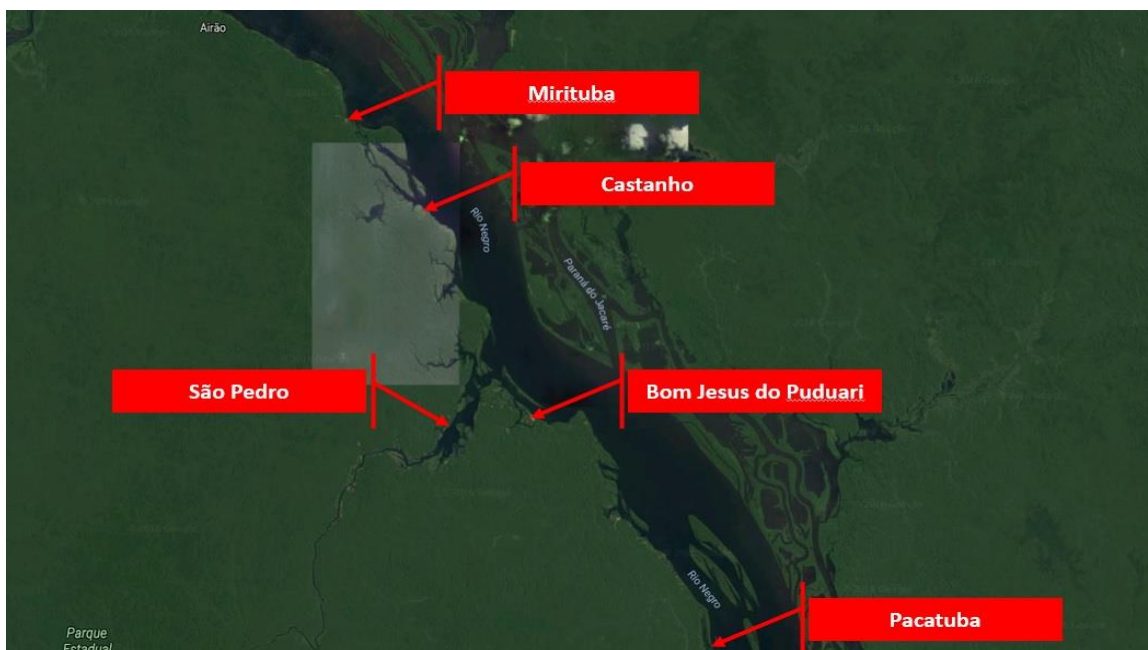 Airão
Mirituba
Castanho
Rio Negro
Paraná do Jacaré
São Pedro
Bom Jesus do Puduari
Rio Negro
Pacatuba
Parque
Estadual